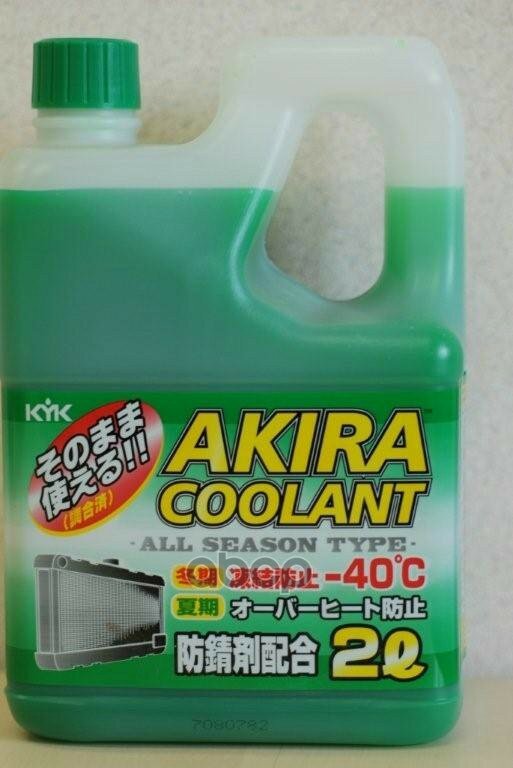 KYK
そのまま
使える!!
(調合済)
AKIRA
COOLANT
-ALL SEASON TYPE-
冬期 凍結防止 -40℃
夏期 オーバーヒート防止
防錆剤配合 2ℓ
7080782